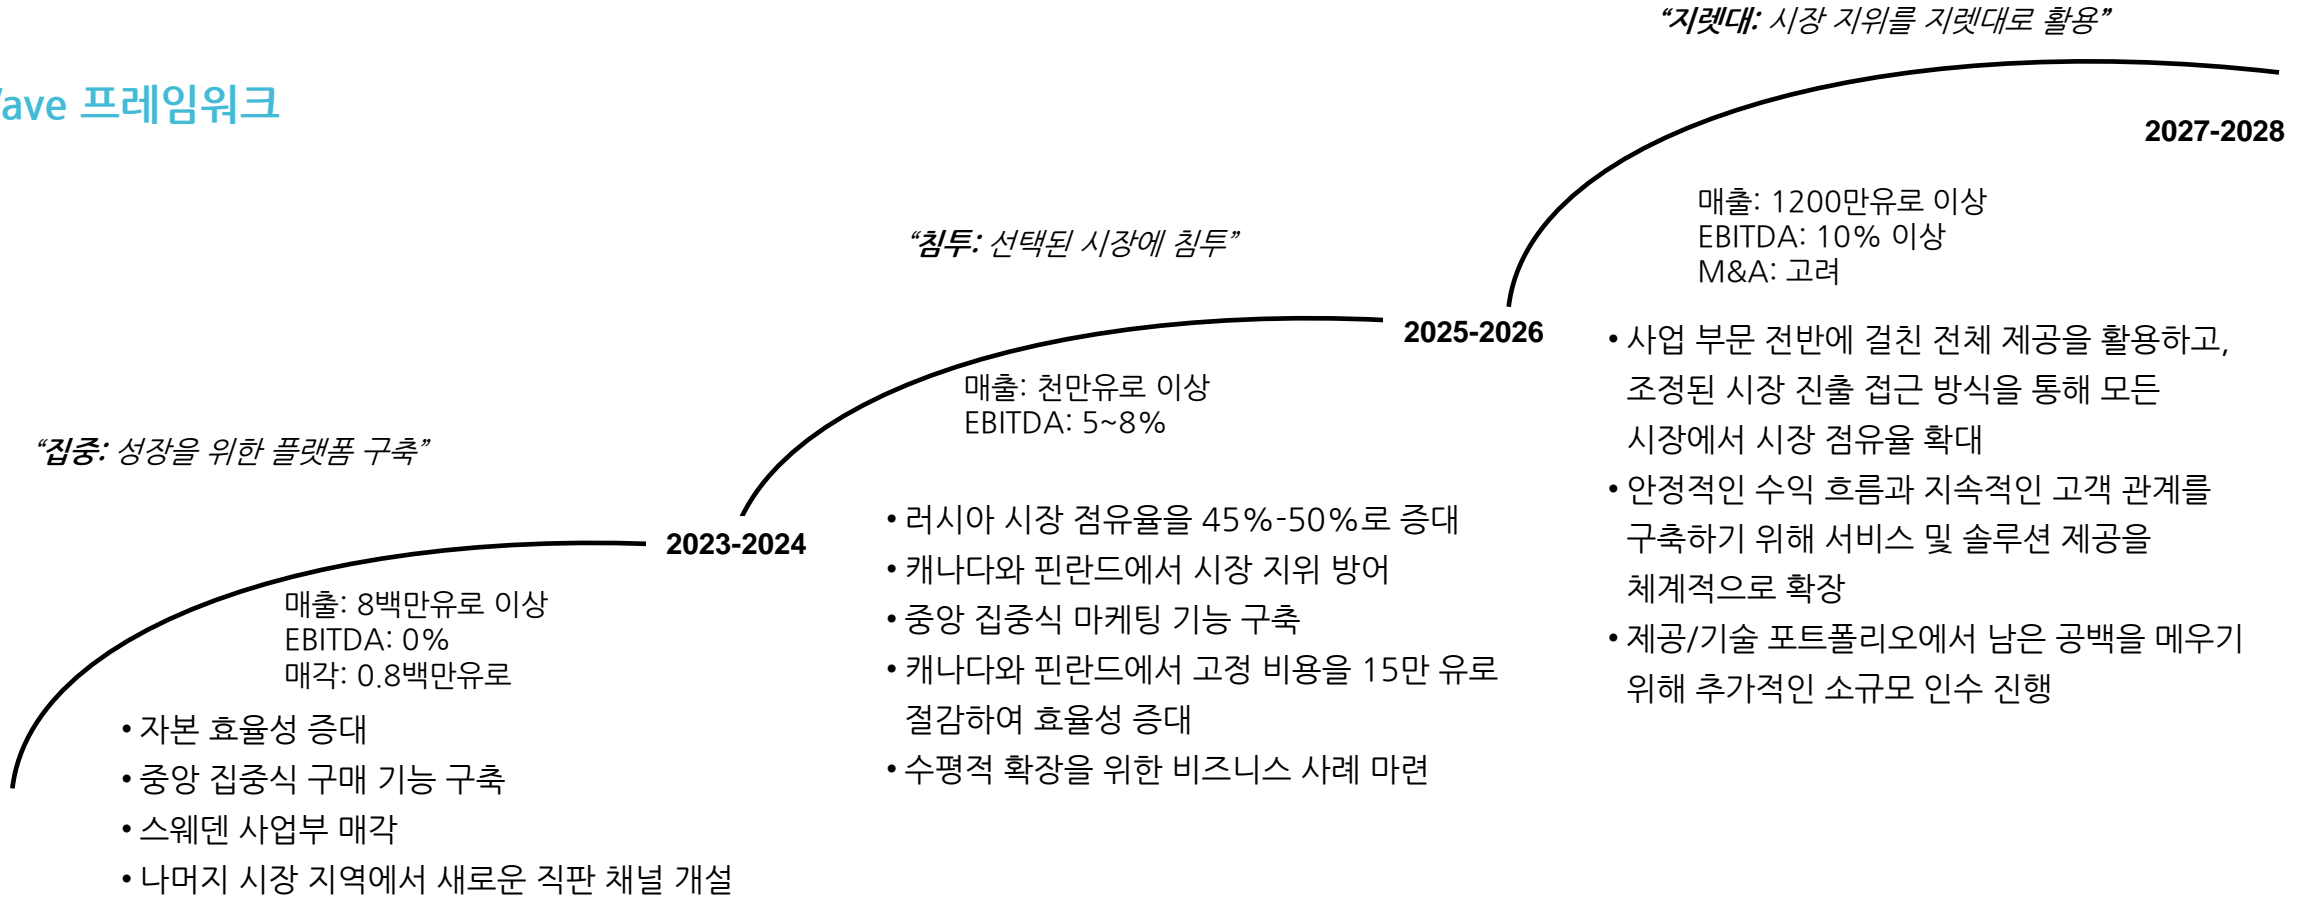 ave 프레임워크
“집중: 성장을 위한 플랫폼 구축”
2023-2024
매출: 8백만유로 이상
EBITDA: 0%
매각: 0.8백만유로
• 자본 효율성 증대
• 중앙 집중식 구매 기능 구축
• 스웨덴 사업부 매각
• 나머지 시장 지역에서 새로운 직판 채널 개설
“침투: 선택된 시장에 침투”
2025-2026
매출: 천만유로 이상
EBITDA: 5~8%
• 러시아 시장 점유율을 45%-50%로 증대
• 캐나다와 핀란드에서 시장 지위 방어
• 중앙 집중식 마케팅 기능 구축
• 캐나다와 핀란드에서 고정 비용을 15만 유로
절감하여 효율성 증대
• 수평적 확장을 위한 비즈니스 사례 마련
“지렛대: 시장 지위를 지렛대로 활용”
2027-2028
매출: 1200만유로 이상
EBITDA: 10% 이상
M&A: 고려
• 사업 부문 전반에 걸친 전체 제공을 활용하고,
조정된 시장 진출 접근 방식을 통해 모든
시장에서 시장 점유율 확대
• 안정적인 수익 흐름과 지속적인 고객 관계를
구축하기 위해 서비스 및 솔루션 제공을
체계적으로 확장
• 제공/기술 포트폴리오에서 남은 공백을 메우기
위해 추가적인 소규모 인수 진행